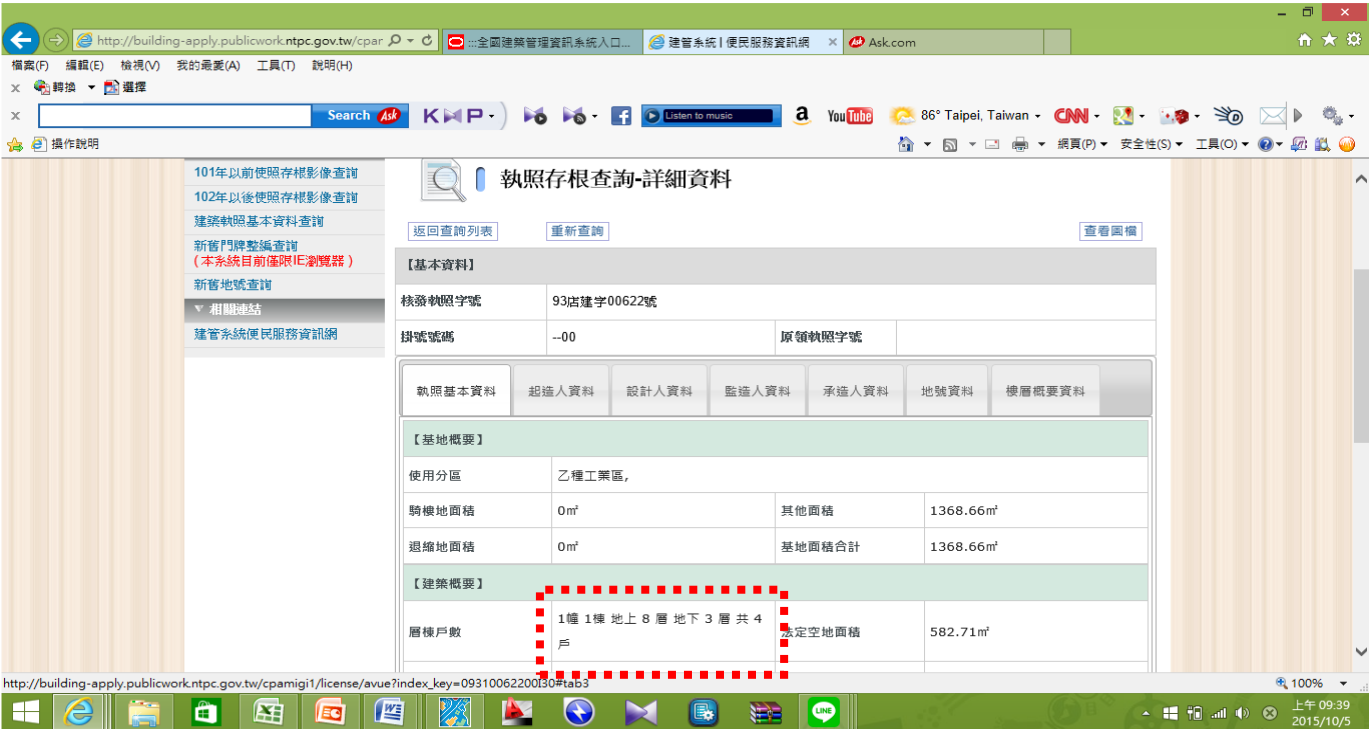 http://building-apply.publicwork.ntpc.gov.tw/cpar
:::全國建築管理資訊系統入口...
建管系統 | 便民服務資訊網
Ask.com
檔案(F) 編輯(E) 檢視(V) 我的最愛(A) 工具(T) 說明(H)
x 轉換 選擇
x Search Ask K P Listen to music a YouTube 86° Taipei, Taiwan CNN
操作說明 網頁(P) 安全性(S) 工具(O)
101年以前使照存根影像查詢
102年以後使照存根影像查詢
建築執照基本資料查詢
新舊門牌整編查詢
(本系統目前僅限IE瀏覽器)
新舊地號查詢
相關連結
建管系統便民服務資訊網
執照存根查詢-詳細資料
返回查詢列表 重新查詢 查看圖檔
【基本資料】
核發執照字號 93店建字00622號
掛號號碼 --00 原領執照字號
執照基本資料 起造人資料 設計人資料 監造人資料 承造人資料 地號資料 樓層概要資料
【基地概要】
使用分區 乙種工業區,
騎樓地面積 0㎡ 其他面積 1368.66㎡
退縮地面積 0㎡ 基地面積合計 1368.66㎡
【建築概要】
層棟戶數 1幢 1棟 地上 8 層 地下 3 層 共 4
戶
法定空地面積 582.71㎡
http://building-apply.publicwork.ntpc.gov.tw/cpamigi1/license/avue?index_key=09310062200I30#tab3
100%
LINE
上午 09:39
2015/10/5